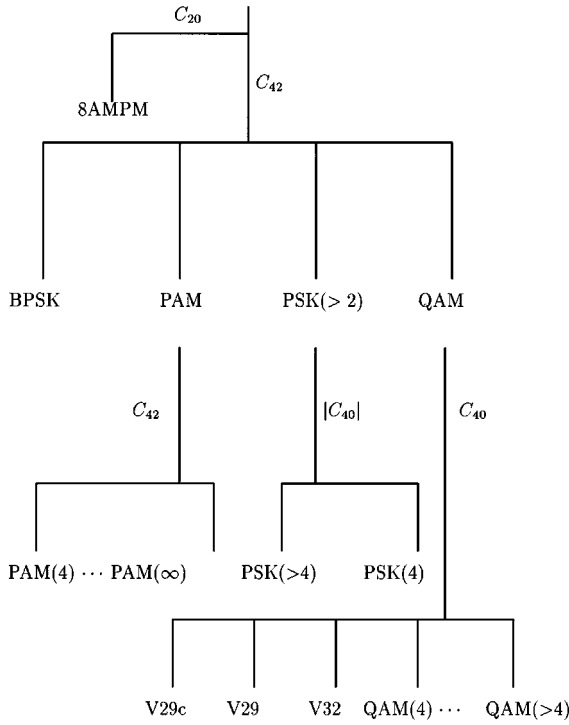 C₂₀
C₄₂
8AMPM
BPSK PAM PSK(> 2) QAM
C₄₂ |C₄₀| C₄₀
PAM(4) ⋯ PAM(∞) PSK(>4) PSK(4)
V29c V29 V32 QAM(4) ⋯ QAM(>4)